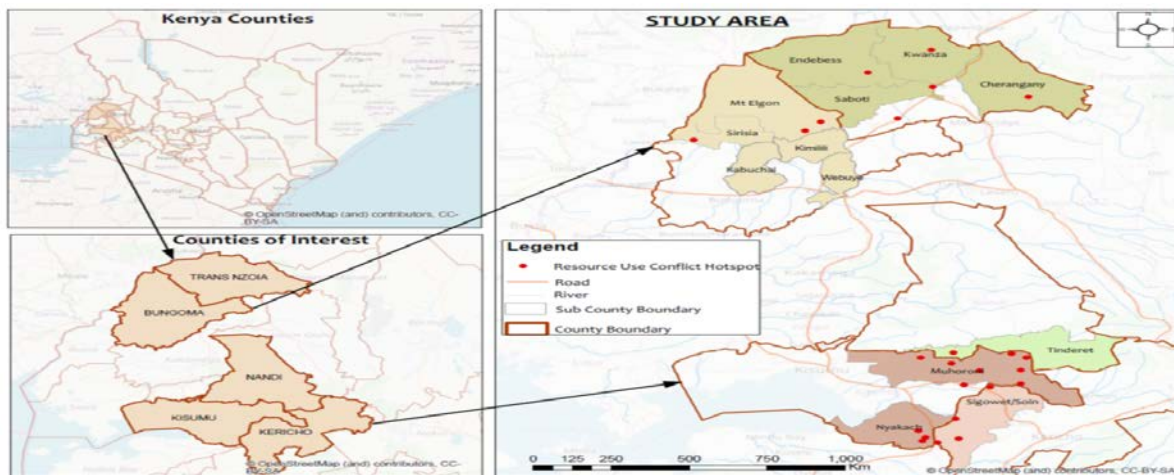 Kenya Counties
© OpenStreetMap (and) contributors, CC-
BY-SA
Counties of Interest
TRANS NZOIA
BUNGOMA
NANDI
KISUMU
KERICHO
© OpenStreetMap (and) contributors, CC-
BY-SA
STUDY AREA
Kwanza
Endebess
Cherangany
Saboti
Mt Elgon
Sirisia
Kimilili
Kabuchai
Webuye
Legend
Resource Use Conflict Hotspot
Road
River
Sub County Boundary
County Boundary
Tinderet
Muhoroni
Sigowet/Soin
Nyakach
0 125 250 500 750 1,000
Km
© OpenStreetMap (and) contributors, CC-BY-SA